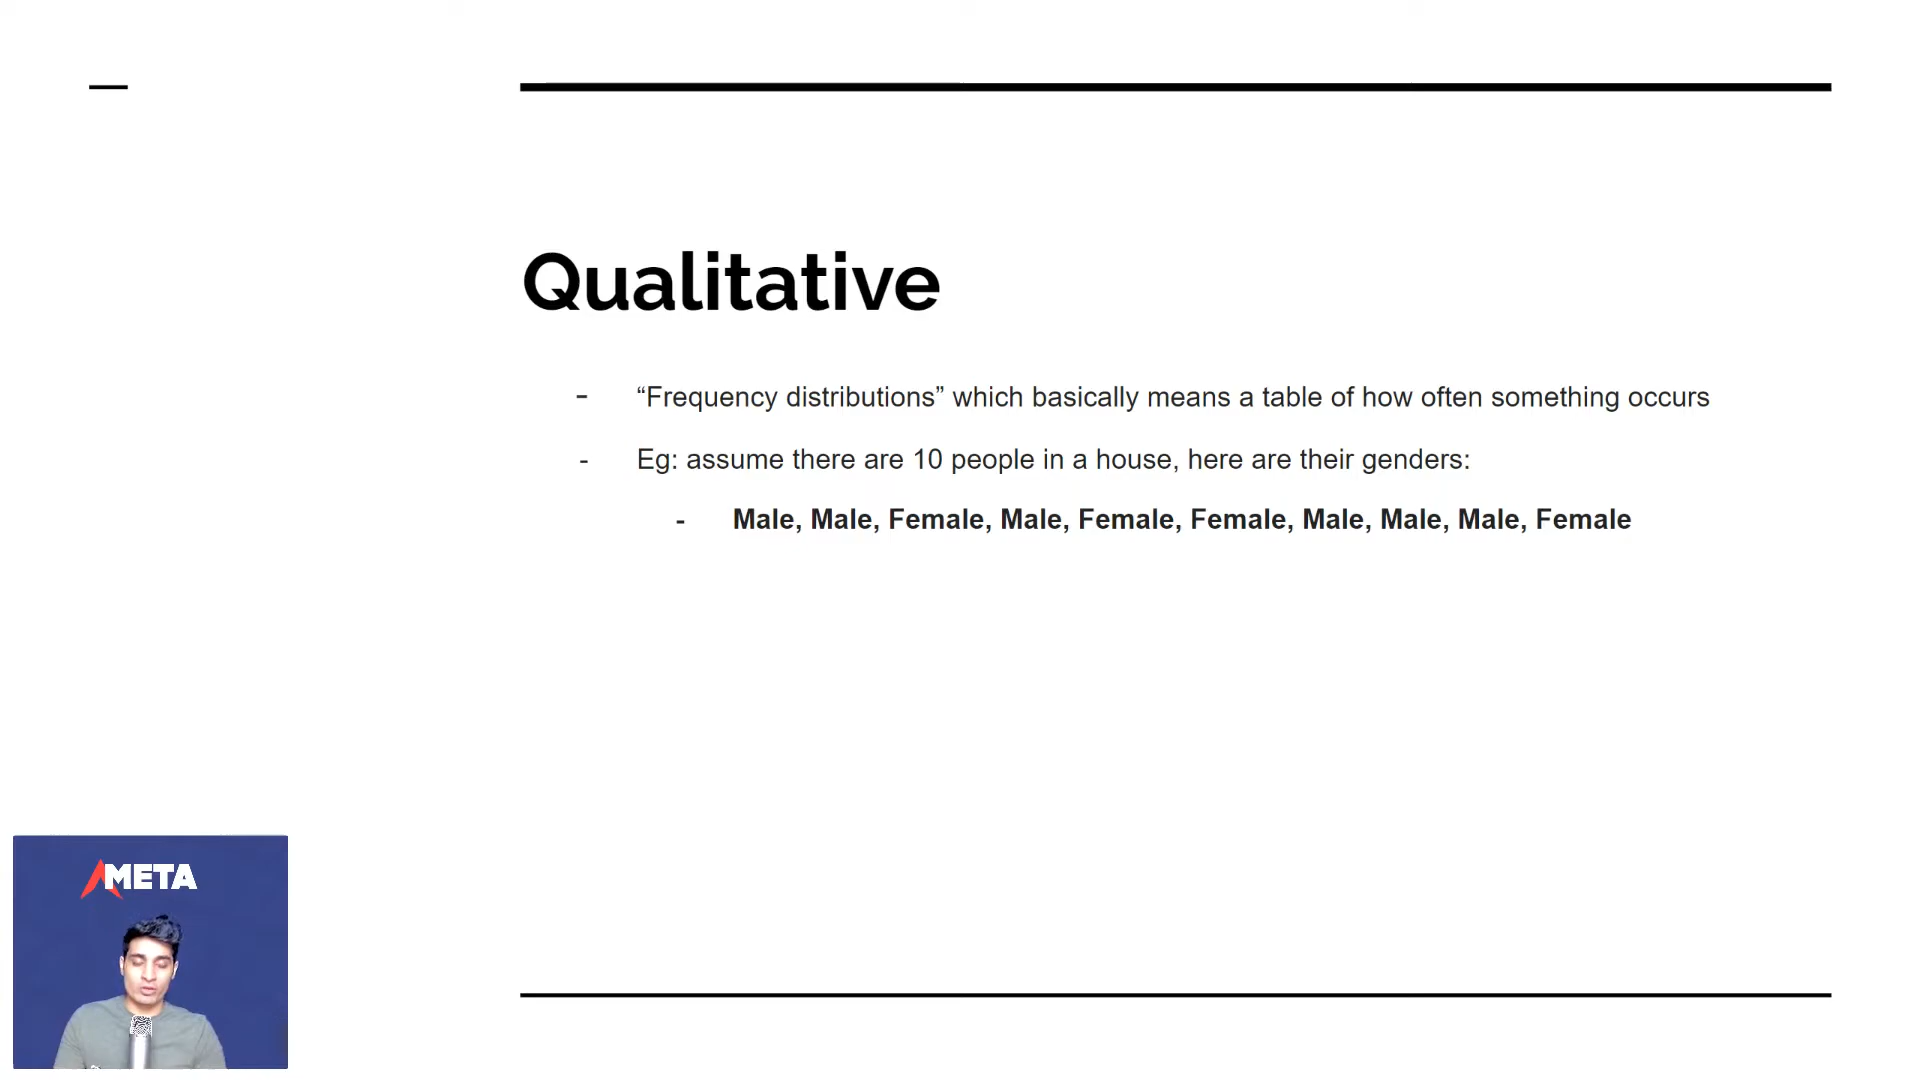 Qualitative
- “Frequency distributions” which basically means a table of how often something occurs
- Eg: assume there are 10 people in a house, here are their genders:
- Male, Male, Female, Male, Female, Female, Male, Male, Male, Female
META